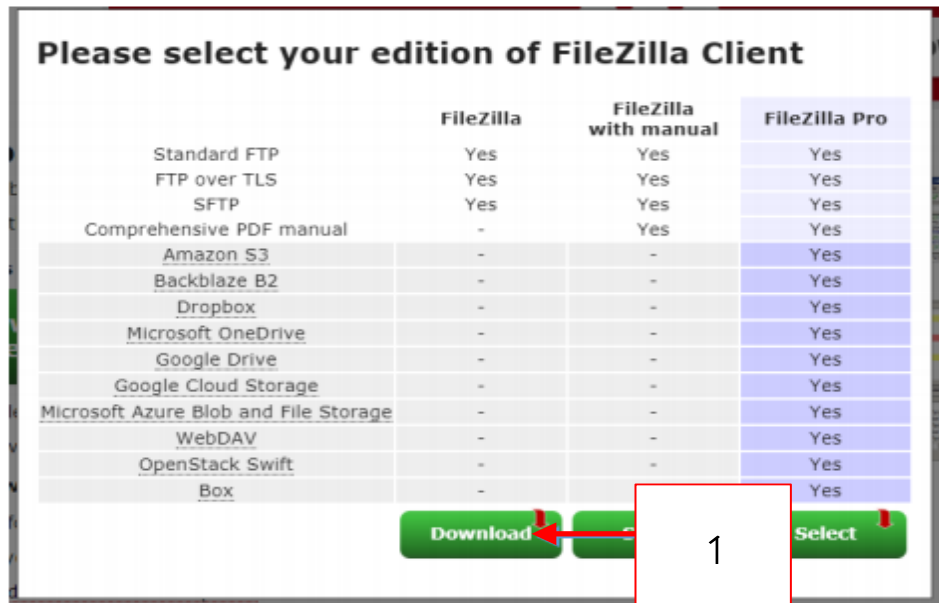 Please select your edition of FileZilla Client
FileZilla FileZilla with manual FileZilla Pro
Standard FTP Yes Yes Yes
FTP over TLS Yes Yes Yes
SFTP Yes Yes Yes
Comprehensive PDF manual - Yes Yes
Amazon S3 - - Yes
Backblaze B2 - - Yes
Dropbox - - Yes
Microsoft OneDrive - - Yes
Google Drive - - Yes
Google Cloud Storage - - Yes
Microsoft Azure Blob and File Storage - - Yes
WebDAV - - Yes
OpenStack Swift - - Yes
Box - Yes
Download Select
1